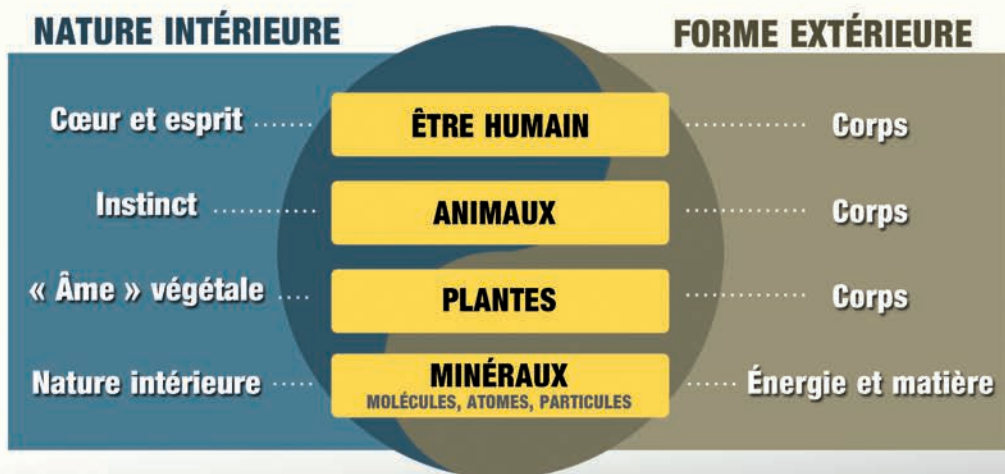 NATURE INTÉRIEURE
FORME EXTÉRIEURE
Cœur et esprit ...... ÊTRE HUMAIN ...... Corps
Instinct ...... ANIMAUX ...... Corps
« Âme » végétale .... PLANTES ...... Corps
Nature intérieure ..... MINÉRAUX ..... Énergie et matière
MOLÉCULES, ATOMES, PARTICULES